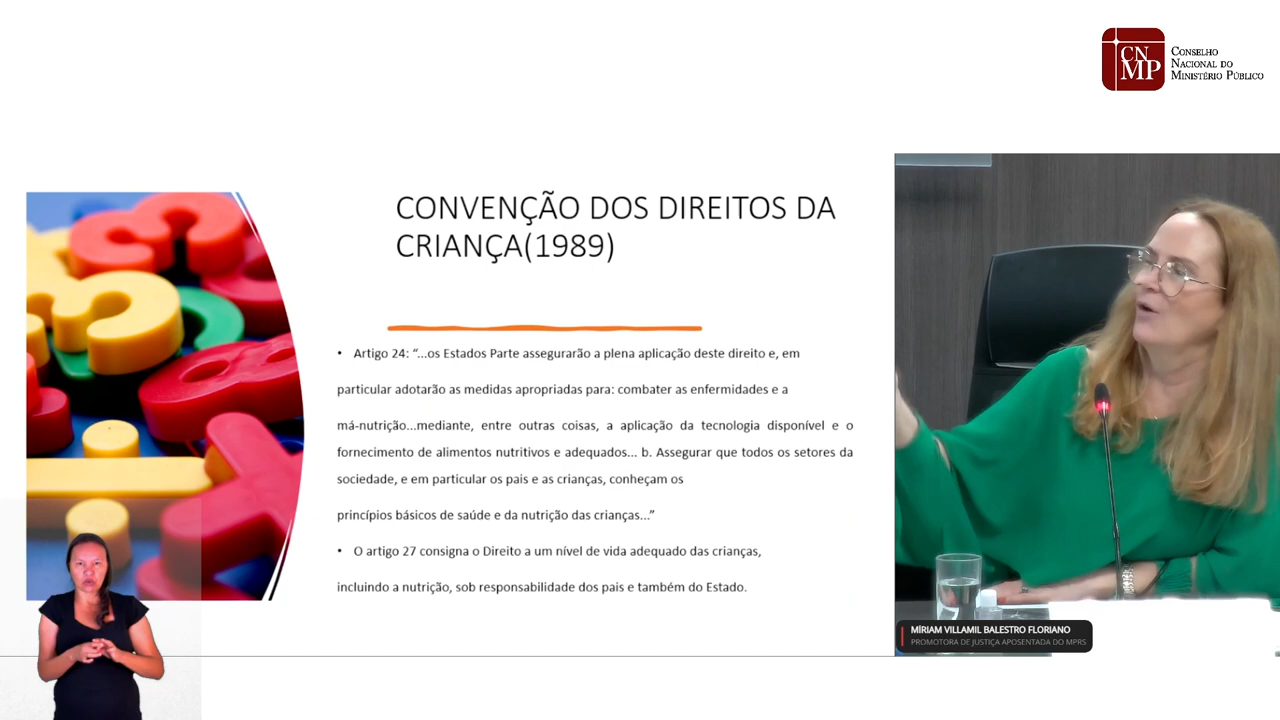 CN
MP
CONSELHO
NACIONAL DO
MINISTÉRIO PÚBLICO
CONVENÇÃO DOS DIREITOS DA
CRIANÇA(1989)
• Artigo 24: “...os Estados Parte assegurarão a plena aplicação deste direito e, em
particular adotarão as medidas apropriadas para: combater as enfermidades e a
má-nutrição...mediante, entre outras coisas, a aplicação da tecnologia disponível e o
fornecimento de alimentos nutritivos e adequados... b. Assegurar que todos os setores da
sociedade, e em particular os pais e as crianças, conheçam os
princípios básicos de saúde e da nutrição das crianças...”
• O artigo 27 consigna o Direito a um nível de vida adequado das crianças,
incluindo a nutrição, sob responsabilidade dos pais e também do Estado.
MÍRIAM VILLAMIL BALESTRO FLORIANO
PROMOTORA DE JUSTIÇA APOSENTADA DO MPRS